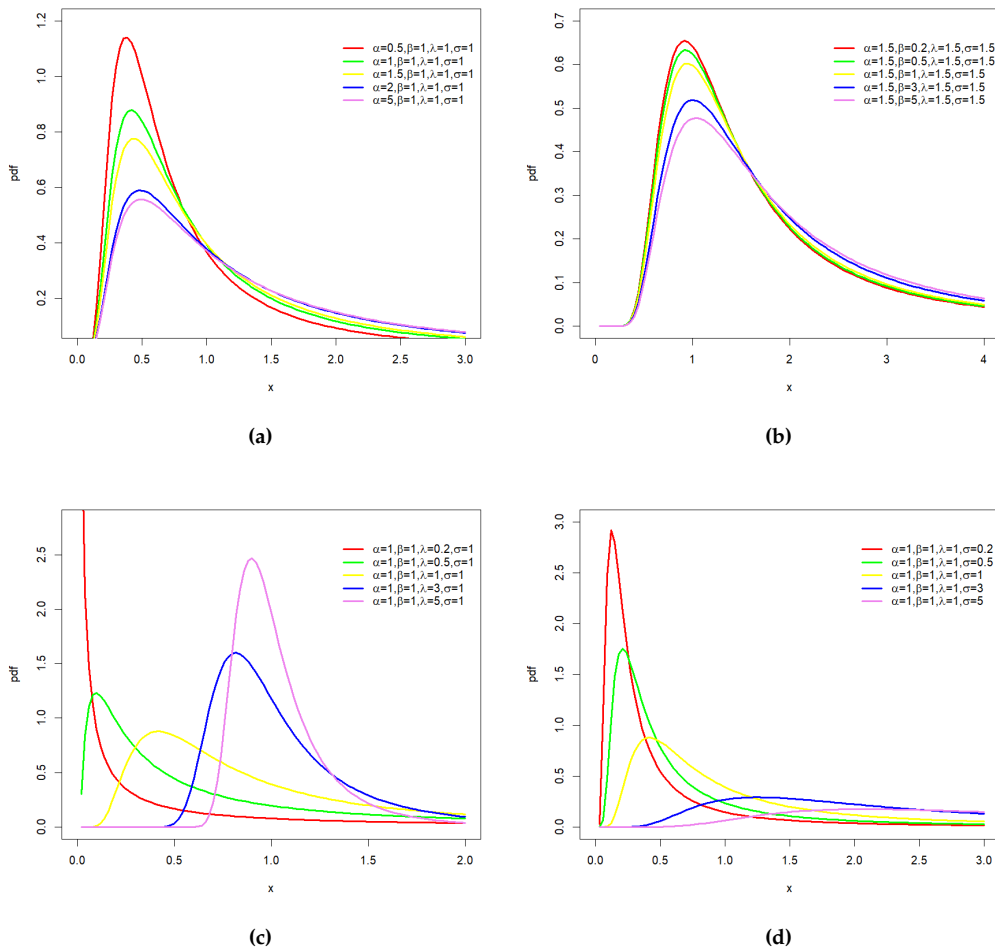 1.2
1.0
0.8
0.6
0.4
0.2
pdf
α=0.5,β=1,λ=1,σ=1
α=1,β=1,λ=1,σ=1
α=1.5,β=1,λ=1,σ=1
α=2,β=1,λ=1,σ=1
α=5,β=1,λ=1,σ=1
0.0 0.5 1.0 1.5 2.0 2.5 3.0
x
(a)
0.7
0.6
0.5
0.4
0.3
0.2
0.1
0.0
pdf
α=1.5,β=0.2,λ=1.5,σ=1.5
α=1.5,β=0.5,λ=1.5,σ=1.5
α=1.5,β=1,λ=1.5,σ=1.5
α=1.5,β=3,λ=1.5,σ=1.5
α=1.5,β=5,λ=1.5,σ=1.5
0 1 2 3 4
x
(b)
2.5
2.0
1.5
1.0
0.5
0.0
pdf
α=1,β=1,λ=0.2,σ=1
α=1,β=1,λ=0.5,σ=1
α=1,β=1,λ=1,σ=1
α=1,β=1,λ=3,σ=1
α=1,β=1,λ=5,σ=1
0.0 0.5 1.0 1.5 2.0
x
(c)
3.0
2.5
2.0
1.5
1.0
0.5
0.0
pdf
α=1,β=1,λ=1,σ=0.2
α=1,β=1,λ=1,σ=0.5
α=1,β=1,λ=1,σ=1
α=1,β=1,λ=1,σ=3
α=1,β=1,λ=1,σ=5
0.0 0.5 1.0 1.5 2.0 2.5 3.0
x
(d)